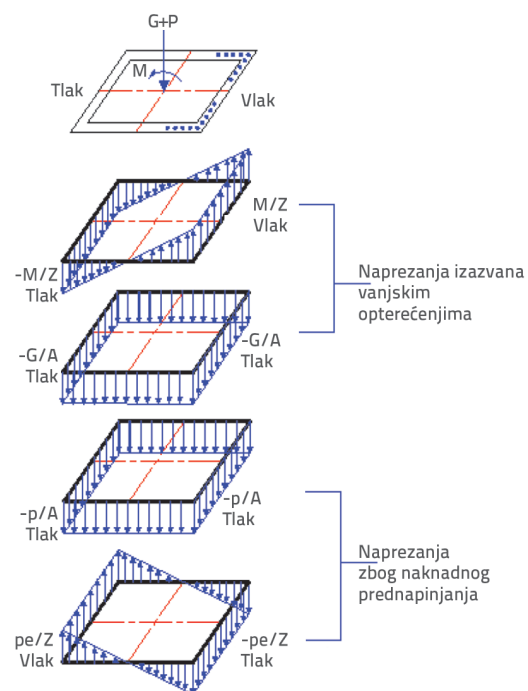 G+P
M
Tlak
Vlak
M/Z
Vlak
-M/Z
Tlak
Naprezanja izazvana
vanjskim
opterećenjima
-G/A
Tlak
-G/A
Tlak
-p/A
Tlak
-p/A
Tlak
Naprezanja
zbog naknadnog
prednapinjanja
pe/Z
Vlak
-pe/Z
Tlak